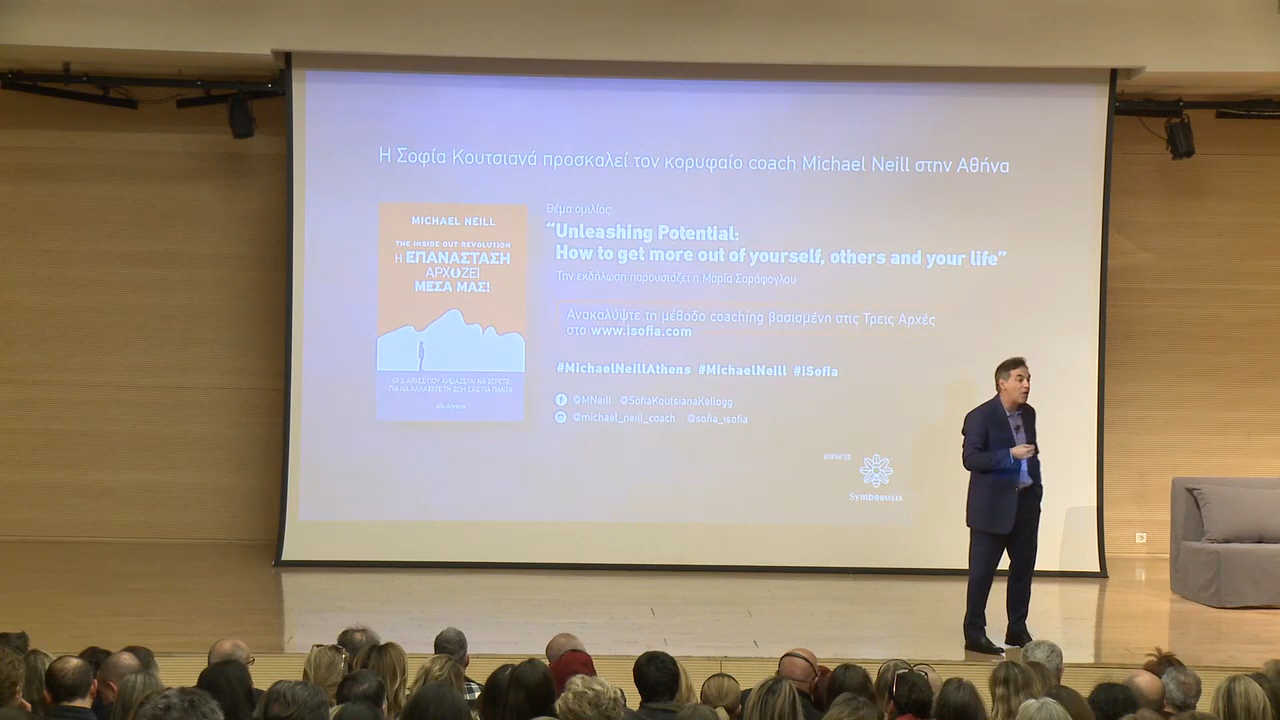 Η Σοφία Κουτσιανά προσκαλεί τον κορυφαίο coach Michael Neill στην Αθήνα
MICHAEL NEILL
THE INSIDE OUT REVOLUTION
Η ΕΠΑΝΑΣΤΑΣΗ
ΑΡΧΙΖΕΙ
ΜΕΣΑ ΜΑΣ!
Θέμα ομιλίας:
“Unleashing Potential:
How to get more out of yourself, others and your life”
Την εκδήλωση παρουσιάζει η Μαρία Σαράφογλου
Ανακαλύψτε τη μέθοδο coaching βασισμένη στις Τρεις Αρχές
στο www.isofia.com
#MichaelNeillAthens #MichaelNeill #iSofia
@MNeill @SofiaKoutsianaKellogg
@michael_neill_coach @sofia_isofia
ΧΟΡΗΓΟΣ:
Symbeeosis